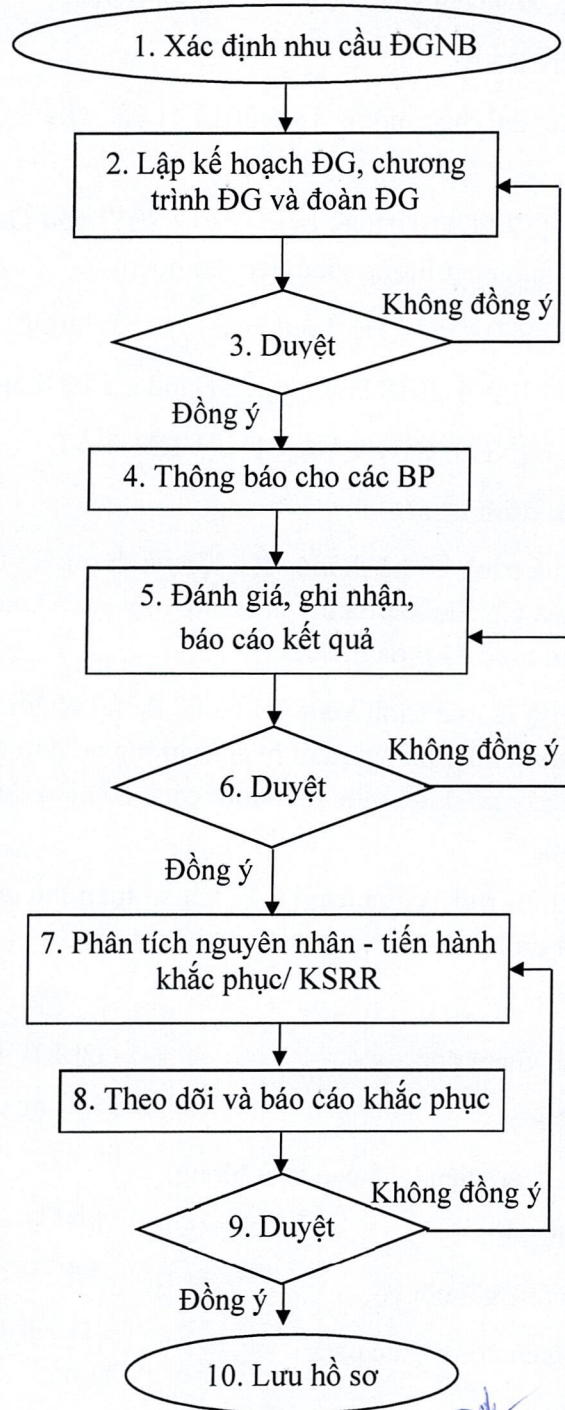 1. Xác định nhu cầu ĐGNB
2. Lập kế hoạch ĐG, chương
trình ĐG và đoàn ĐG
Không đồng ý
3. Duyệt
Đồng ý
4. Thông báo cho các BP
5. Đánh giá, ghi nhận,
báo cáo kết quả
Không đồng ý
6. Duyệt
Đồng ý
7. Phân tích nguyên nhân - tiến hành
khắc phục/ KSRR
8. Theo dõi và báo cáo khắc phục
Không đồng ý
9. Duyệt
Đồng ý
10. Lưu hồ sơ